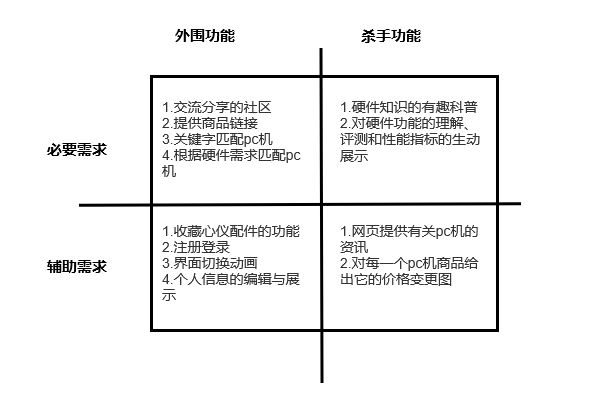 外围功能
杀手功能
必要需求
1.交流分享的社区
2.提供商品链接
3.关键字匹配pc机
4.根据硬件需求匹配pc
机
1.硬件知识的有趣科普
2.对硬件功能的理解、
评测和性能指标的生动
展示
辅助需求
1.收藏心仪配件的功能
2.注册登录
3.界面切换动画
4.个人信息的编辑与展
示
1.网页提供有关pc机的
资讯
2.对每一个pc机商品给
出它的价格变更图